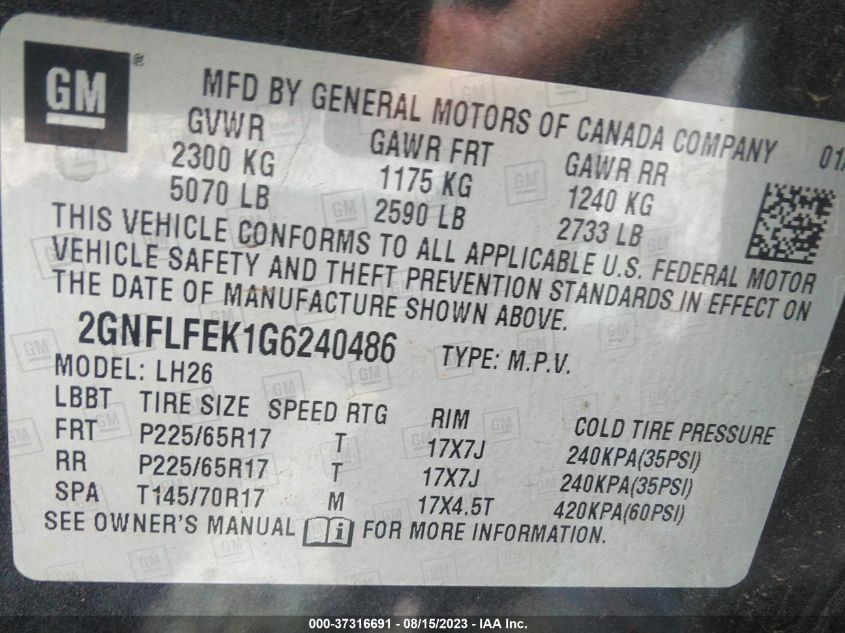 GM ®
MFD BY GENERAL MOTORS OF CANADA COMPANY 01/
GVWR GAWR FRT GAWR RR
2300 KG 1175 KG 1240 KG
5070 LB 2590 LB 2733 LB
THIS VEHICLE CONFORMS TO ALL APPLICABLE U.S. FEDERAL MOTOR
VEHICLE SAFETY AND THEFT PREVENTION STANDARDS IN EFFECT ON
THE DATE OF MANUFACTURE SHOWN ABOVE.
2GNFLFEK1G6240486 TYPE: M.P.V.
MODEL: LH26
LBBT TIRE SIZE SPEED RTG RIM COLD TIRE PRESSURE
FRT P225/65R17 T 17X7J 240KPA(35PSI)
RR P225/65R17 T 17X7J 240KPA(35PSI)
SPA T145/70R17 M 17X4.5T 420KPA(60PSI)
SEE OWNER'S MANUAL i FOR MORE INFORMATION.
000-37316691 - 08/15/2023 - IAA Inc.